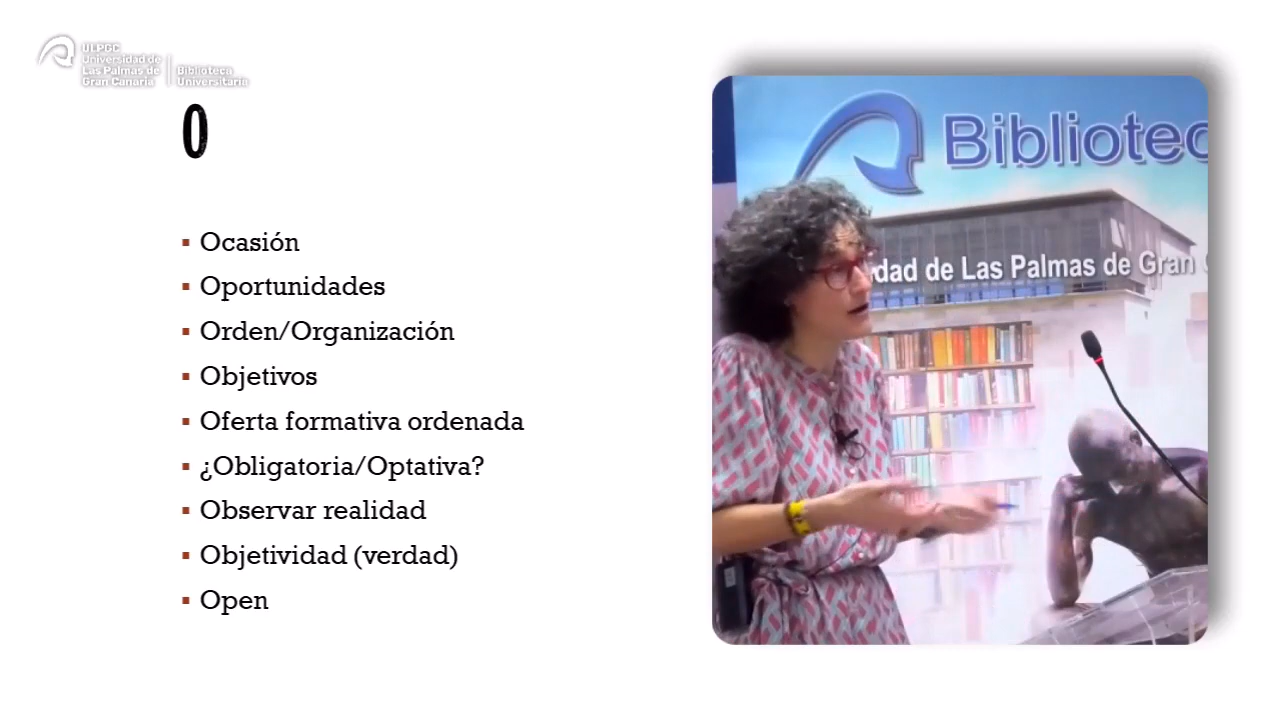 ULPGC
Universidad de
Las Palmas de
Gran Canaria
Biblioteca
Universitaria
O
▪ Ocasión
▪ Oportunidades
▪ Orden/Organización
▪ Objetivos
▪ Oferta formativa ordenada
▪ ¿Obligatoria/Optativa?
▪ Observar realidad
▪ Objetividad (verdad)
▪ Open
Bibliotec
dad de Las Palmas de Gran